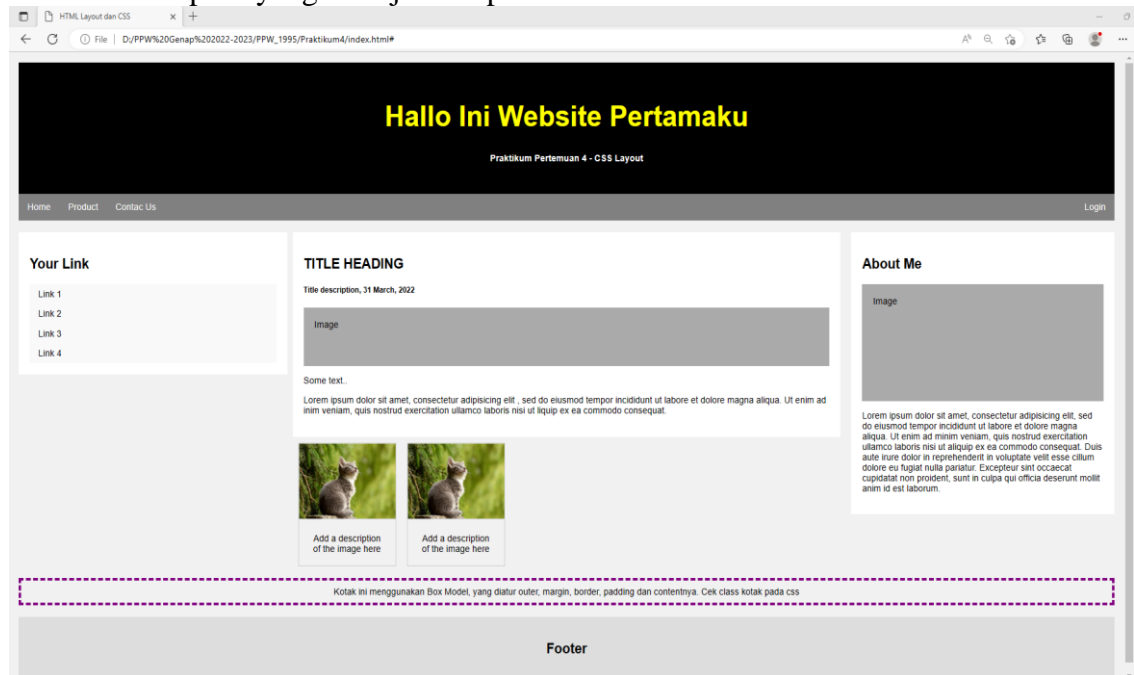 HTML Layout dan CSS
File D:/PPW%20Genap%202022-2023/PPW_1995/Praktikum4/index.html#
Hallo Ini Website Pertamaku
Praktikum Pertemuan 4 - CSS Layout
Home Product Contac Us Login
Your Link
Link 1
Link 2
Link 3
Link 4
TITLE HEADING
Title description, 31 March, 2022
Image
Some text..
Lorem ipsum dolor sit amet, consectetur adipisicing elit , sed do eiusmod tempor incididunt ut labore et dolore magna aliqua. Ut enim ad
inim veniam, quis nostrud exercitation ullamco laboris nisi ut liquip ex ea commodo consequat.
Add a description
of the image here
Add a description
of the image here
About Me
Image
Lorem ipsum dolor sit amet, consectetur adipisicing elit, sed
do eiusmod tempor incididunt ut labore et dolore magna
aliqua. Ut enim ad minim veniam, quis nostrud exercitation
ullamco laboris nisi ut aliquip ex ea commodo consequat. Duis
aute irure dolor in reprehenderit in voluptate velit esse cillum
dolore eu fugiat nulla pariatur. Excepteur sint occaecat
cupidatat non proident, sunt in culpa qui officia deserunt mollit
anim id est laborum.
Kotak ini menggunakan Box Model, yang diatur outer, margin, border, padding dan contentnya. Cek class kotak pada css
Footer